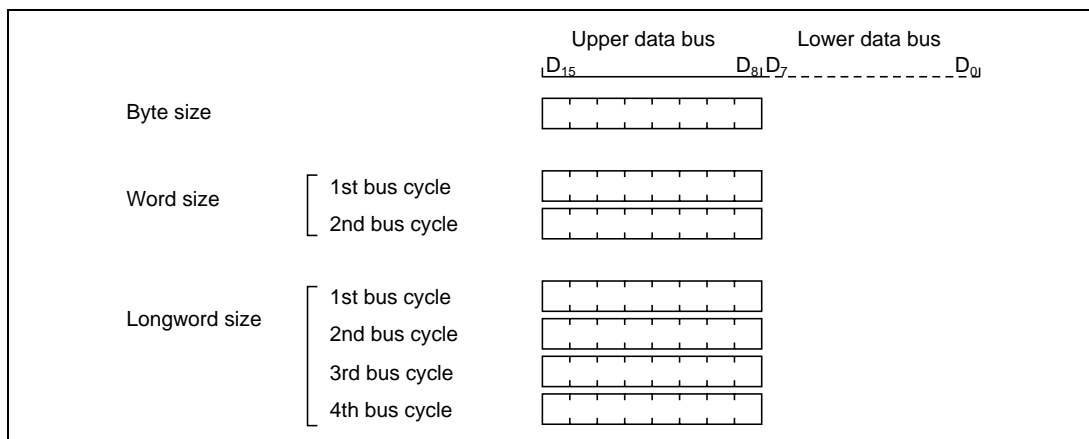 Upper data bus Lower data bus
D15 D8 D7 D0
Byte size
Word size
1st bus cycle
2nd bus cycle
Longword size
1st bus cycle
2nd bus cycle
3rd bus cycle
4th bus cycle